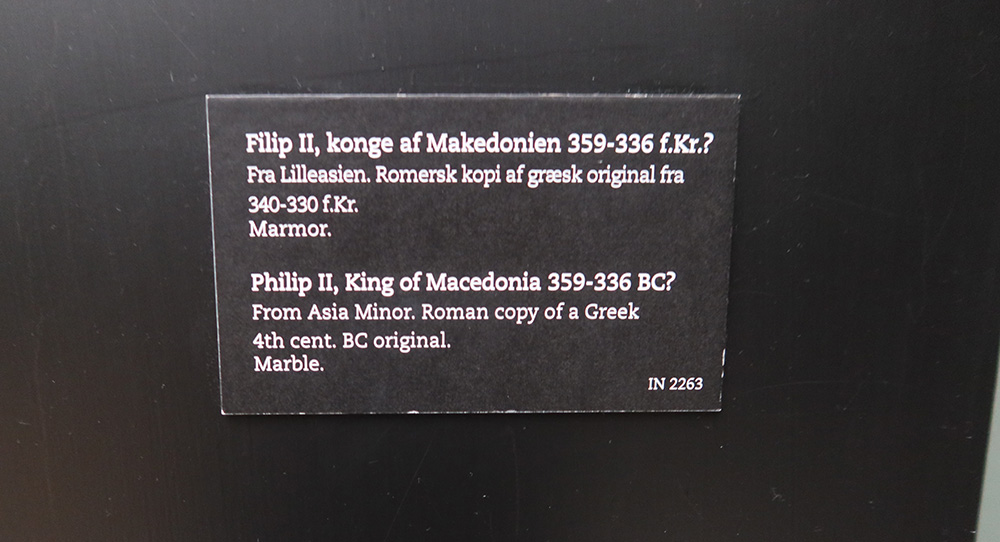 Filip II, konge af Makedonien 359-336 f.Kr.?
Fra Lilleasien. Romersk kopi af græsk original fra
340-330 f.Kr.
Marmor.
Philip II, King of Macedonia 359-336 BC?
From Asia Minor. Roman copy of a Greek
4th cent. BC original.
Marble.
IN 2263